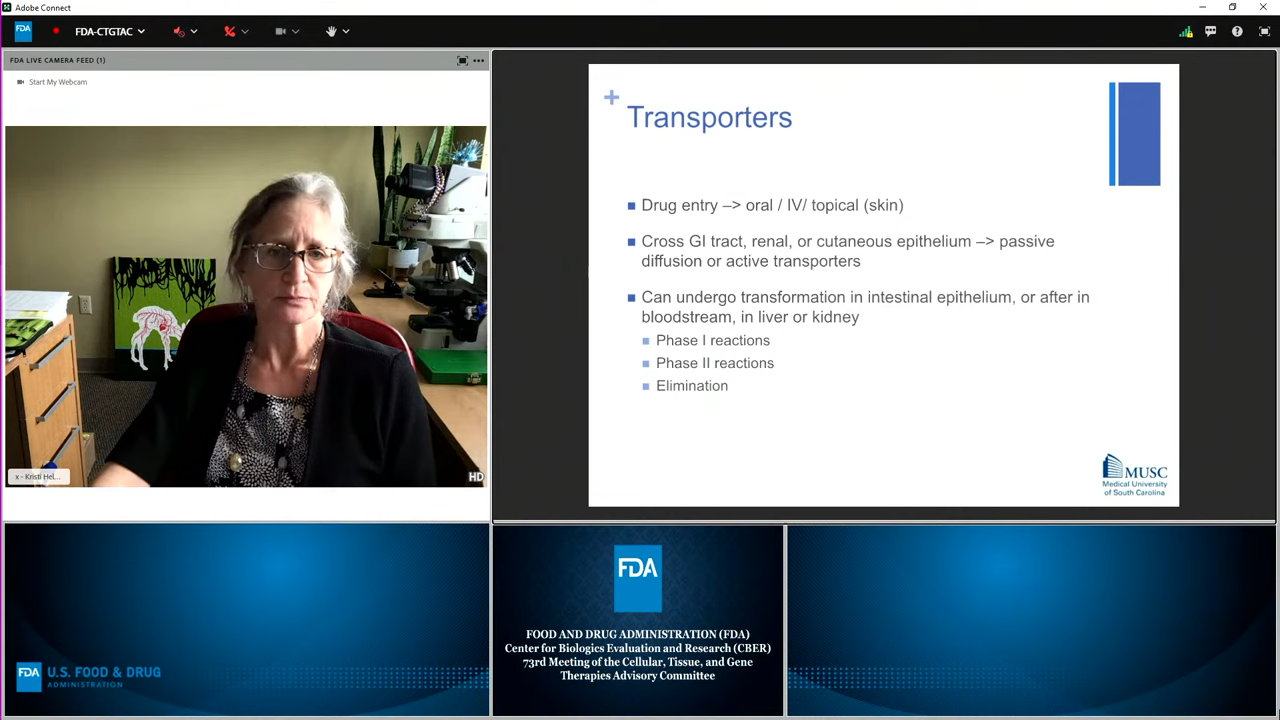 Adobe Connect
FDA
FDA-CTGTAC
FDA LIVE CAMERA FEED (1)
Start My Webcam
x - Kristi Hel...
HD
+
Transporters
Drug entry –> oral / IV/ topical (skin)
Cross GI tract, renal, or cutaneous epithelium –> passive
diffusion or active transporters
Can undergo transformation in intestinal epithelium, or after in
bloodstream, in liver or kidney
Phase I reactions
Phase II reactions
Elimination
MUSC
Medical University
of South Carolina
FDA
U.S. FOOD & DRUG
ADMINISTRATION
FDA
FOOD AND DRUG ADMINISTRATION (FDA)
Center for Biologics Evaluation and Research (CBER)
73rd Meeting of the Cellular, Tissue, and Gene
Therapies Advisory Committee